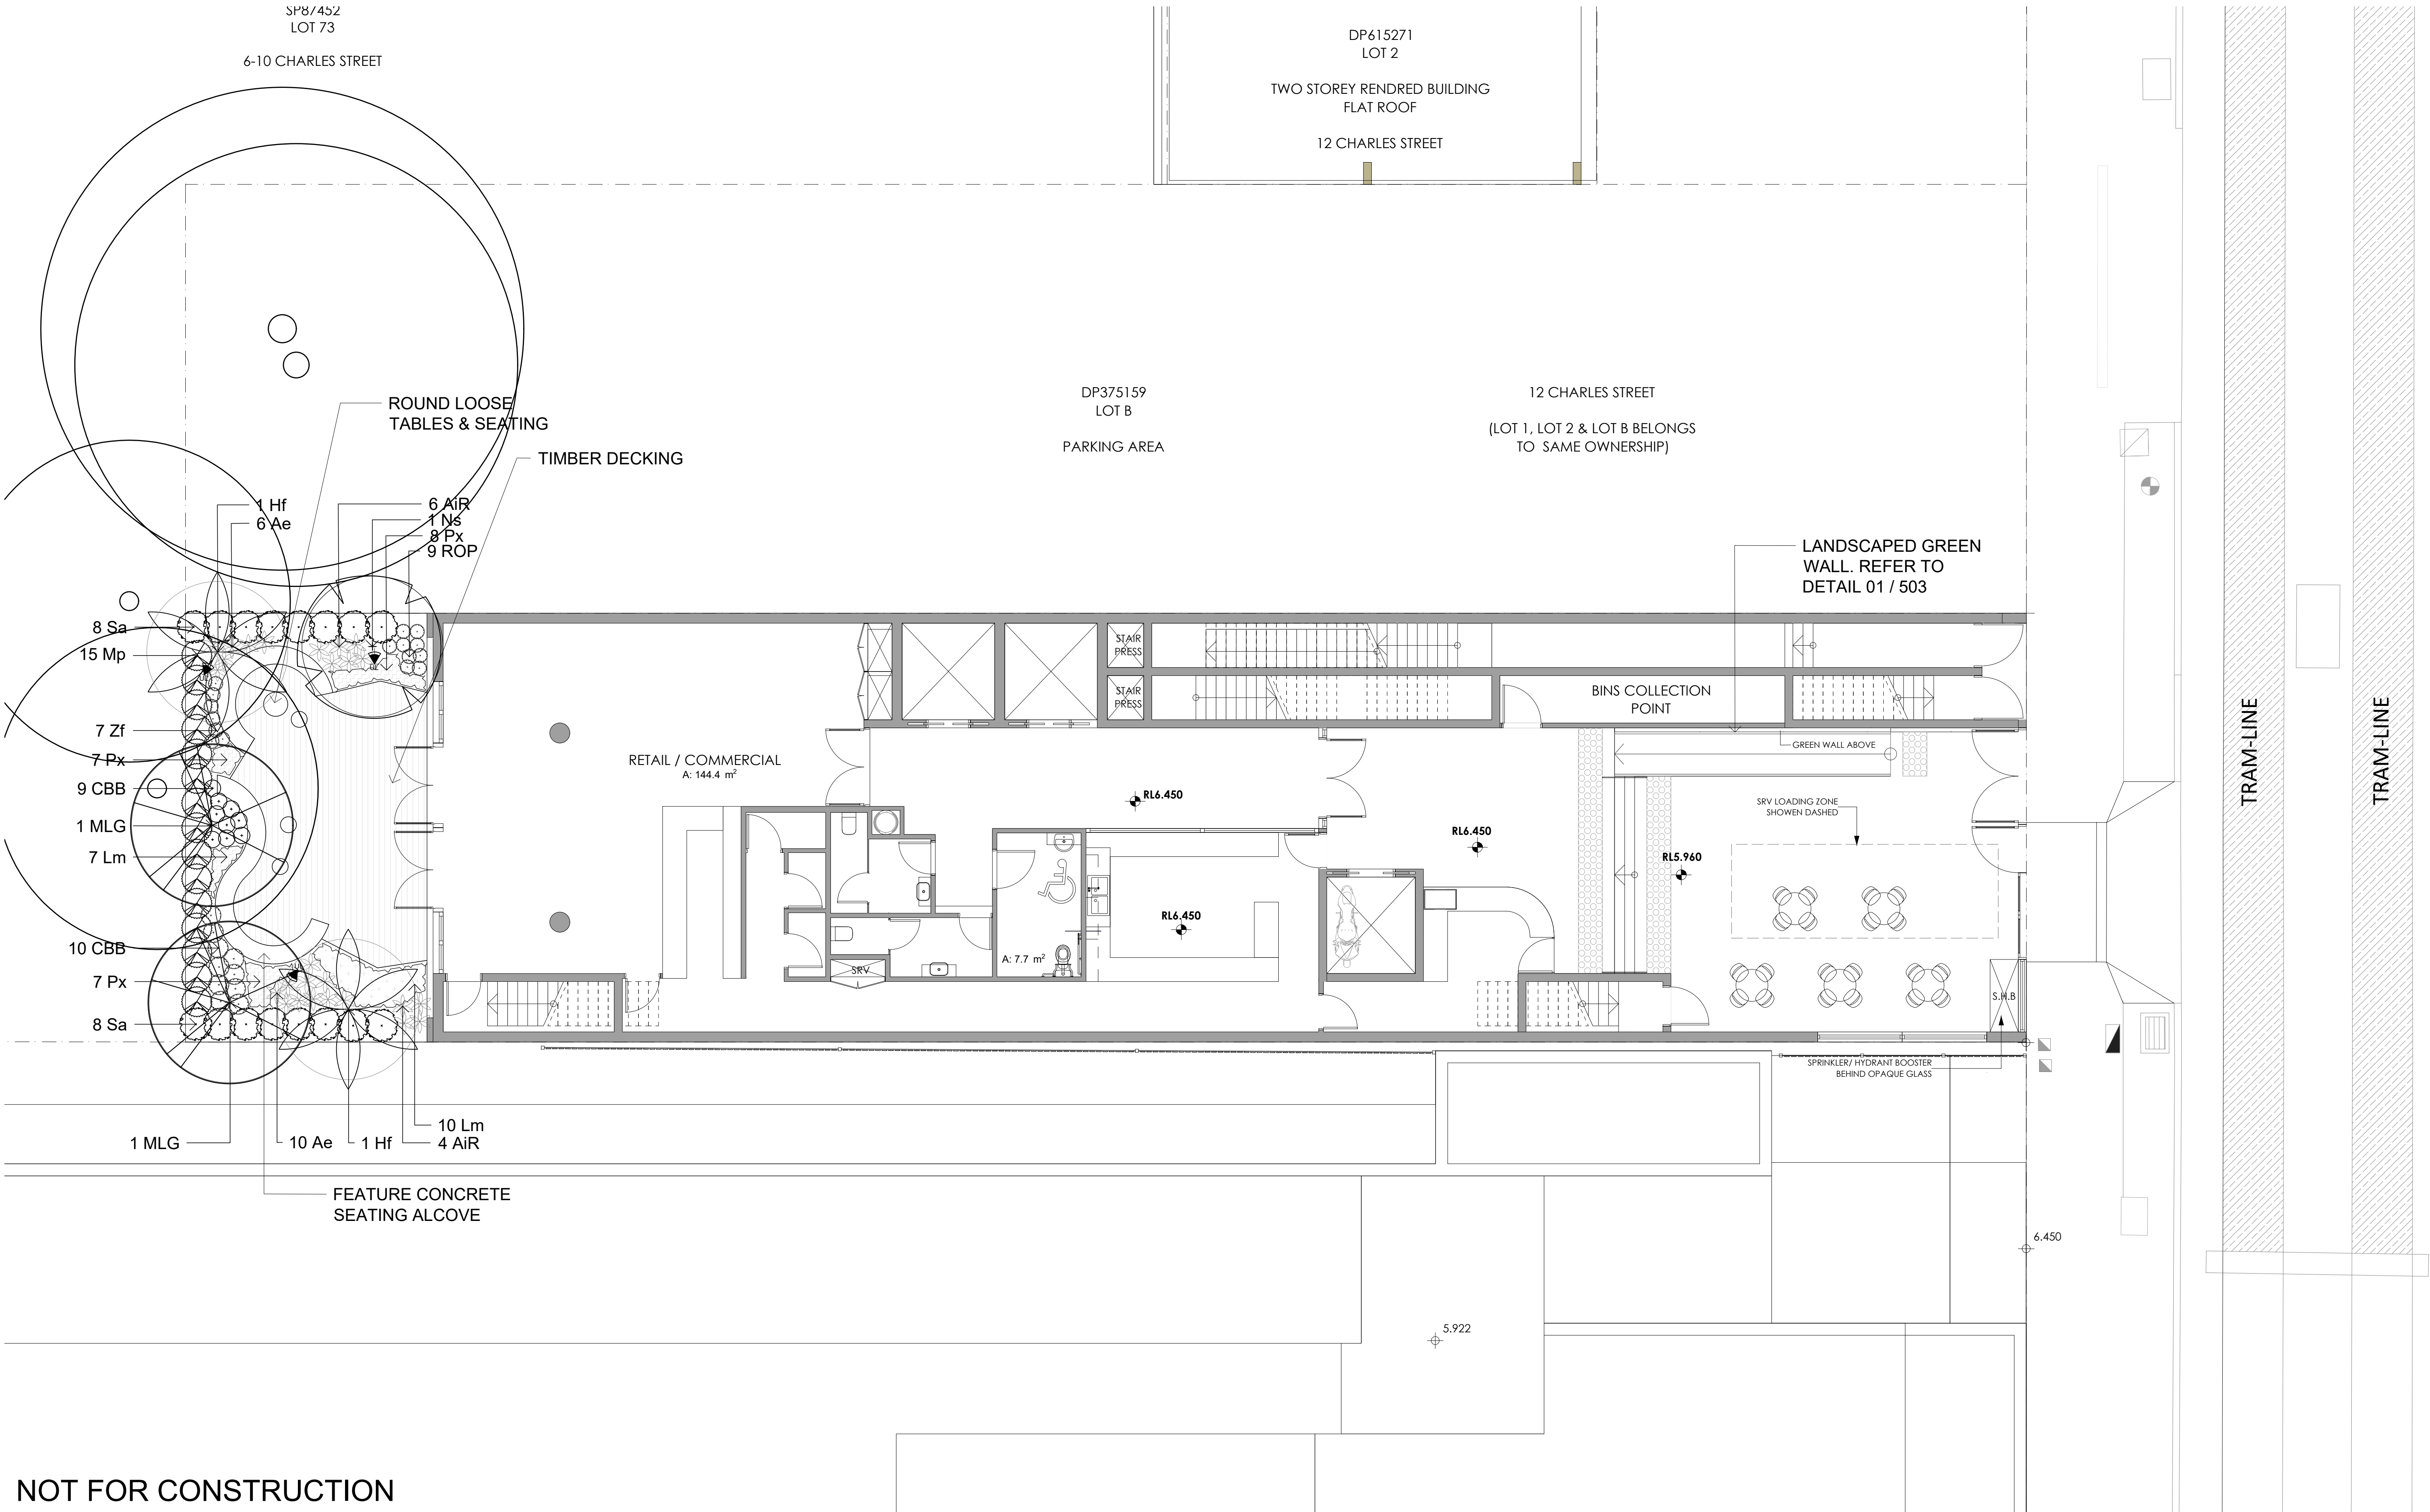 SP87452
LOT 73
6-10 CHARLES STREET
DP615271
LOT 2
TWO STOREY RENDRED BUILDING
FLAT ROOF
12 CHARLES STREET
DP375159
LOT B
PARKING AREA
12 CHARLES STREET
(LOT 1, LOT 2 & LOT B BELONGS
TO SAME OWNERSHIP)
ROUND LOOSE
TABLES & SEATING
TIMBER DECKING
1 Hf
6 Ae
6 AiR
1 Ns
8 Px
9 ROP
LANDSCAPED GREEN
WALL. REFER TO
DETAIL 01 / 503
8 Sa
15 Mp
7 Zf
7 Px
9 CBB
1 MLG
7 Lm
10 CBB
7 Px
8 Sa
STAIR
PRESS
STAIR
PRESS
BINS COLLECTION
POINT
GREEN WALL ABOVE
RETAIL / COMMERCIAL
A: 144.4 m²
RL6.450
RL6.450
RL6.450
RL5.960
SRV LOADING ZONE
SHOWEN DASHED
A: 7.7 m²
SRV
S.H.B
SPRINKLER/ HYDRANT BOOSTER
BEHIND OPAQUE GLASS
TRAM-LINE
TRAM-LINE
1 MLG
10 Ae
1 Hf
10 Lm
4 AiR
FEATURE CONCRETE
SEATING ALCOVE
6.450
5.922
NOT FOR CONSTRUCTION